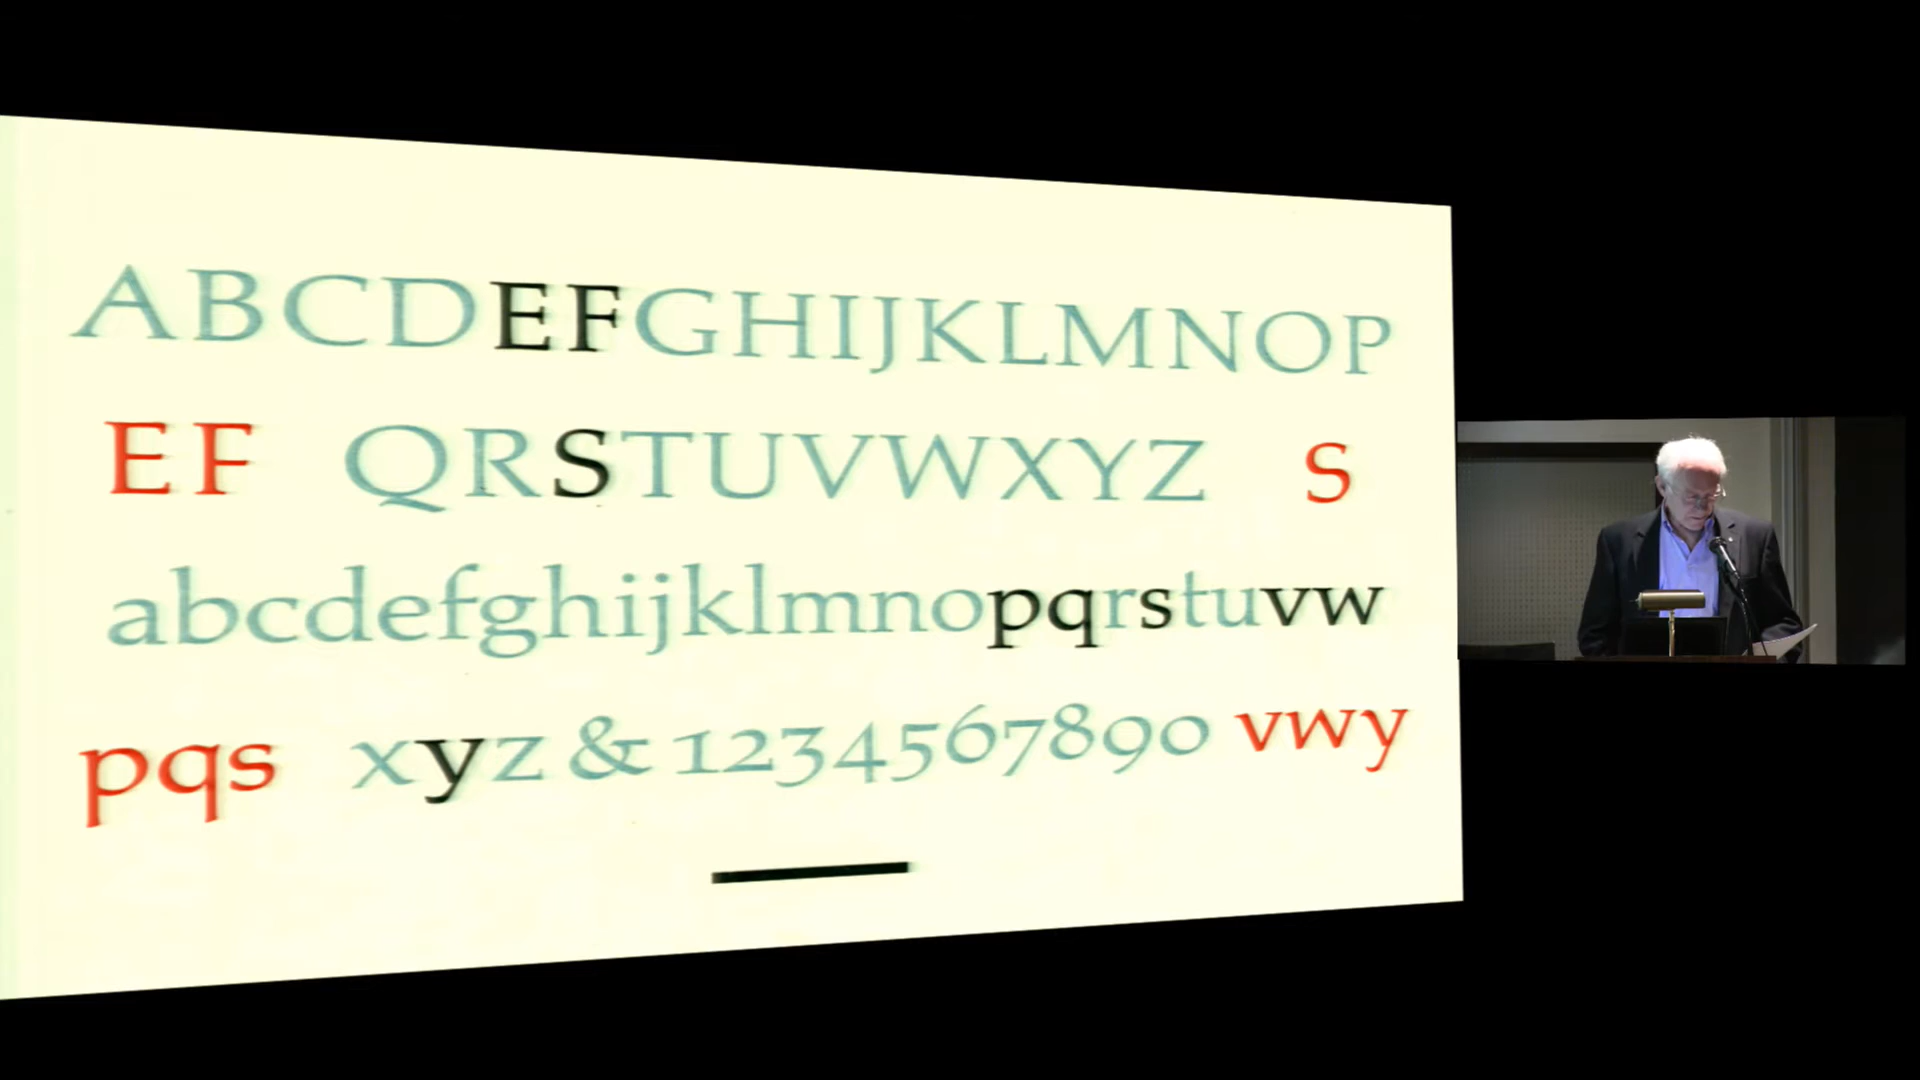 ABCDEFGHIJKLMNOP
EF QRSTUVWXYZ S
abcdefghijklmnopqrstuvw
pqs xyz & 1234567890 vwy